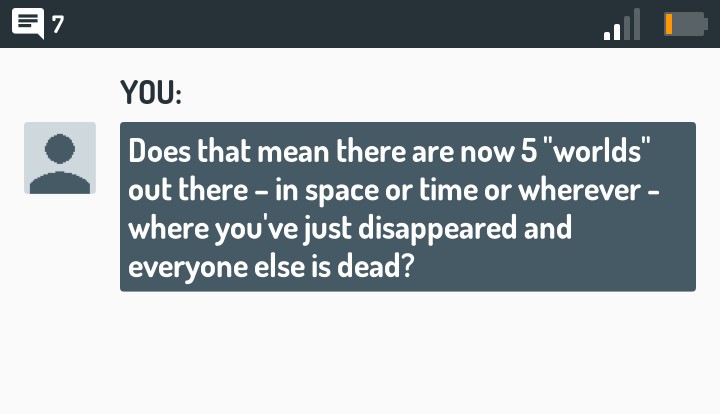 7
YOU:
Does that mean there are now 5 "worlds"
out there – in space or time or wherever -
where you've just disappeared and
everyone else is dead?